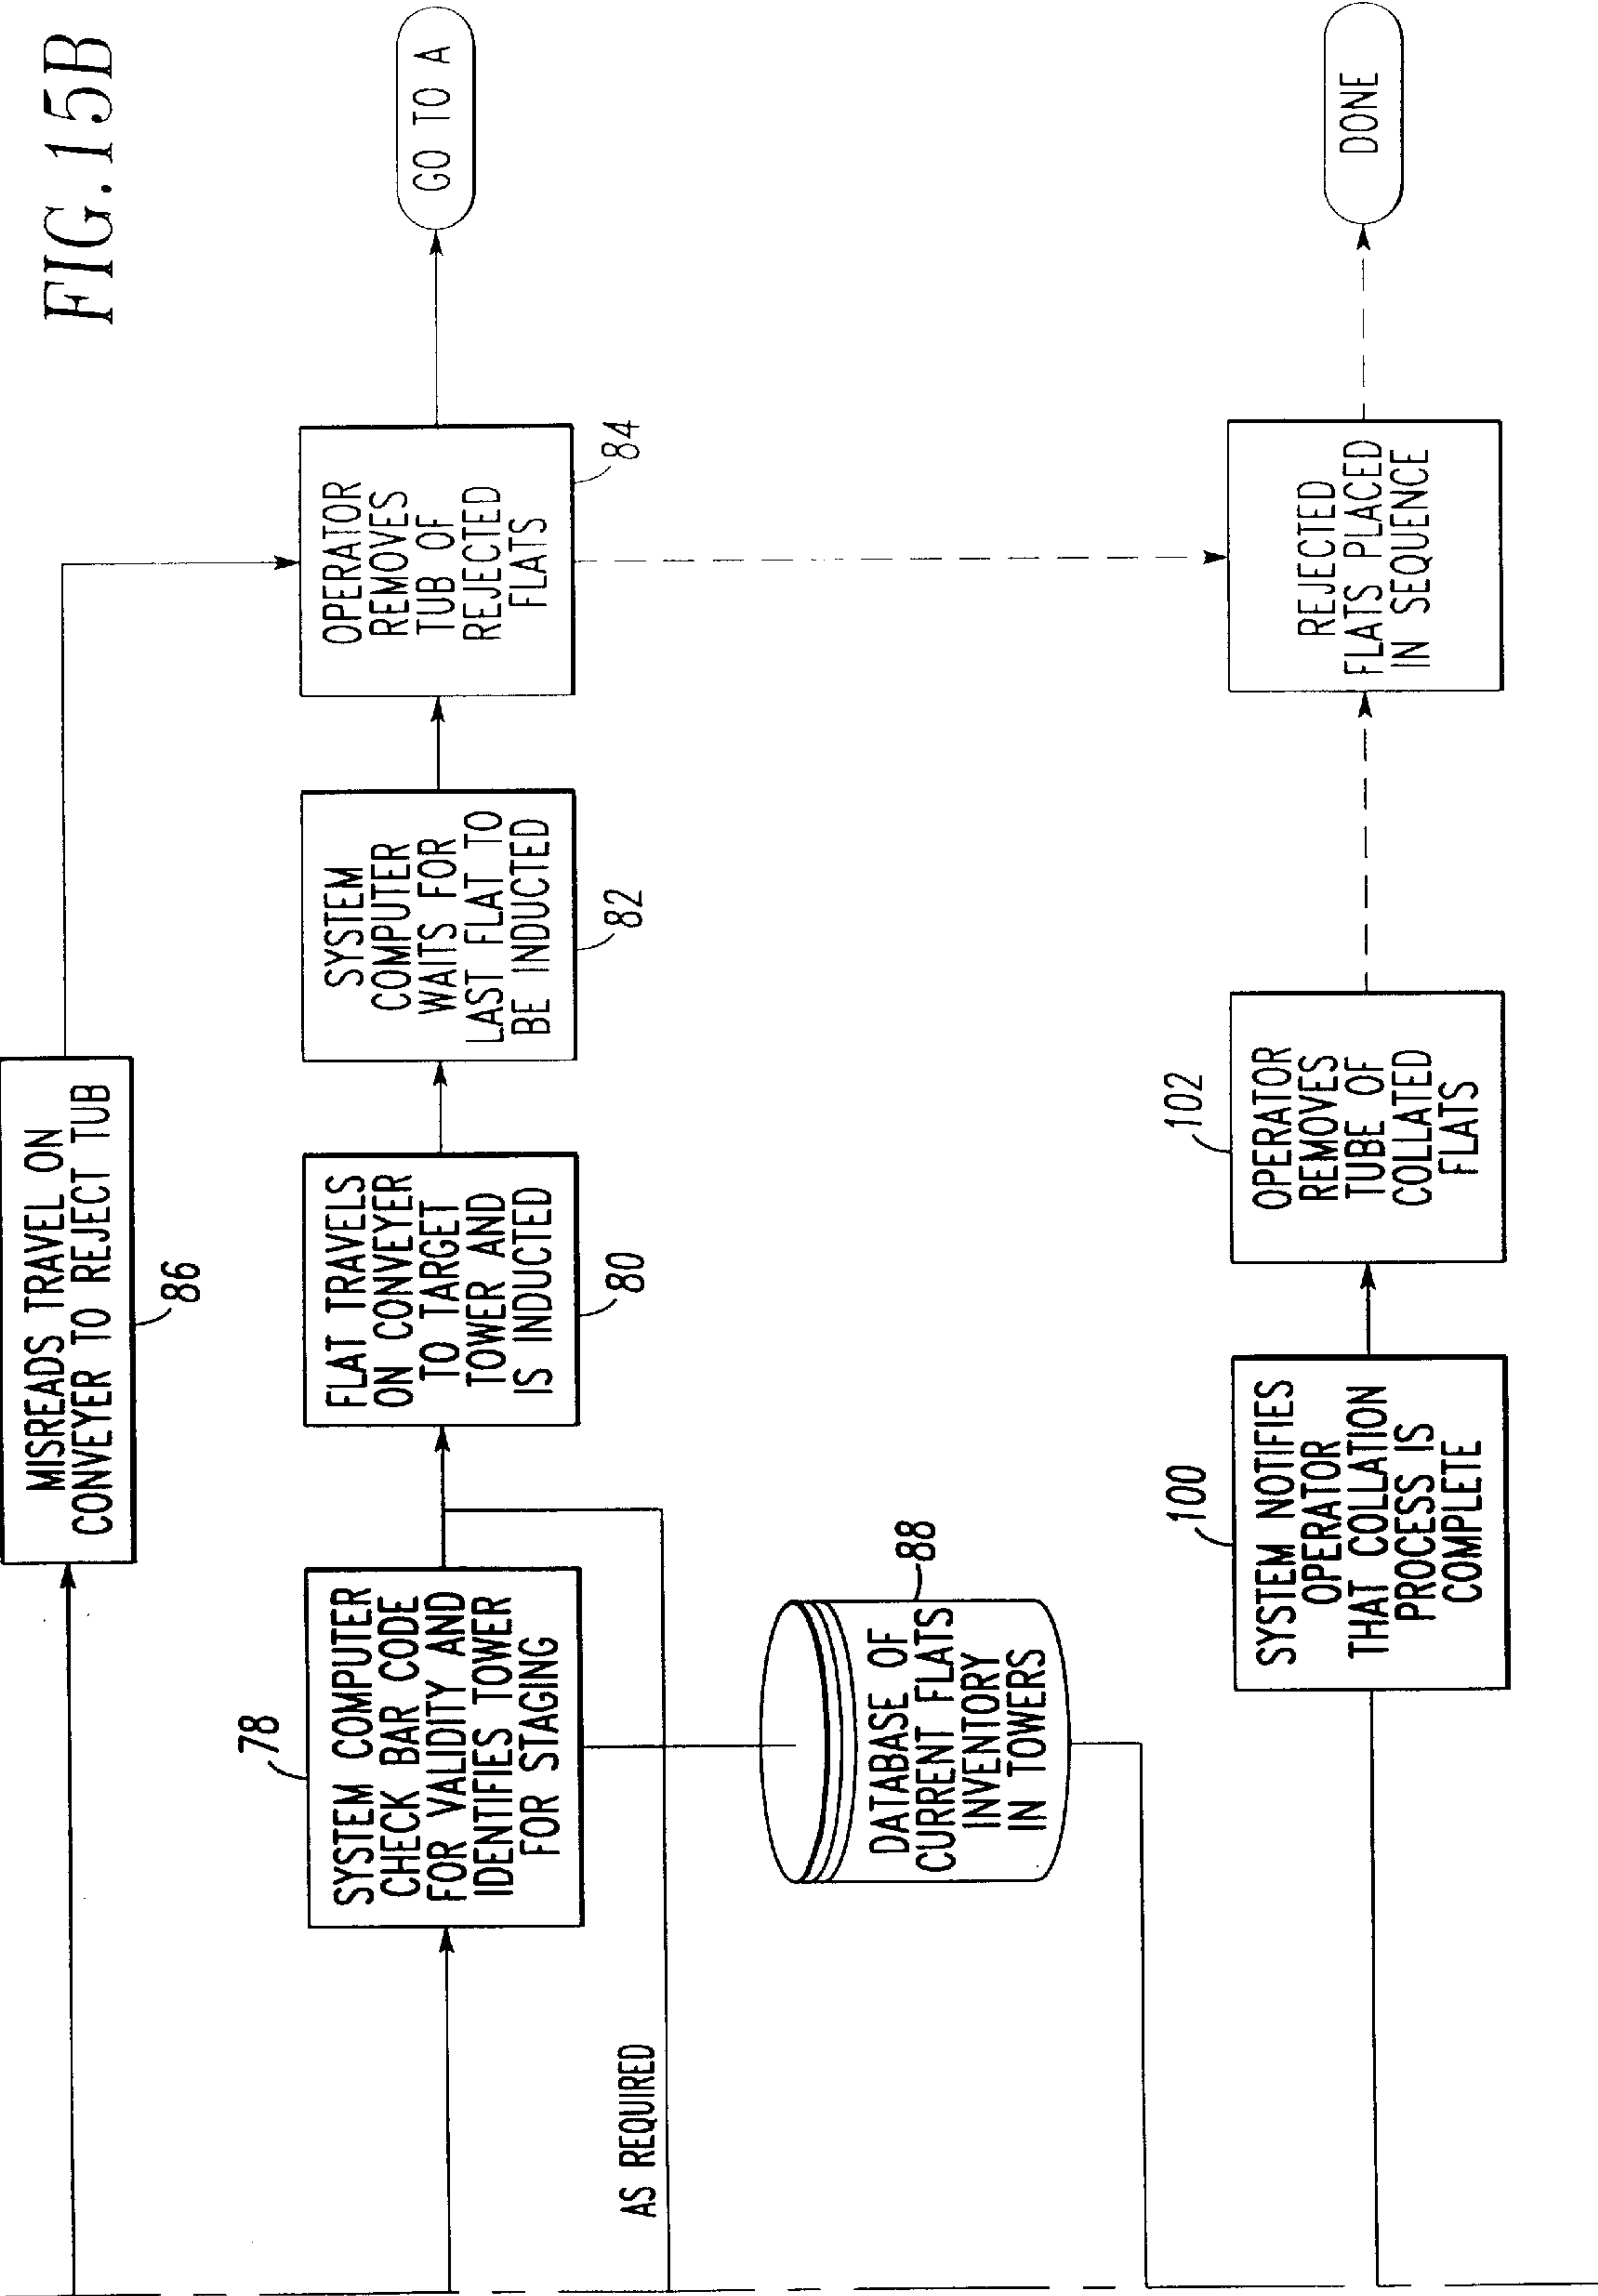 FIG. 15B
MISREADS TRAVEL ON
CONVEYER TO REJECT TUB
86
78
SYSTEM COMPUTER
CHECK BAR CODE
FOR VALIDITY AND
IDENTIFIES TOWER
FOR STAGING
FLAT TRAVELS
ON CONVEYER
TO TARGET
TOWER AND
IS INDUCTED
80
SYSTEM
COMPUTER
WAITS FOR
LAST FLAT TO
BE INDUCTED
82
OPERATOR
REMOVES
TUB OF
REJECTED
FLATS
84
GO TO A
AS REQUIRED
DATABASE OF
CURRENT FLATS
INVENTORY
IN TOWERS
88
100
SYSTEM NOTIFIES
OPERATOR
THAT COLLATION
PROCESS IS
COMPLETE
102
OPERATOR
REMOVES
TUBE OF
COLLATED
FLATS
REJECTED
FLATS PLACED
IN SEQUENCE
DONE